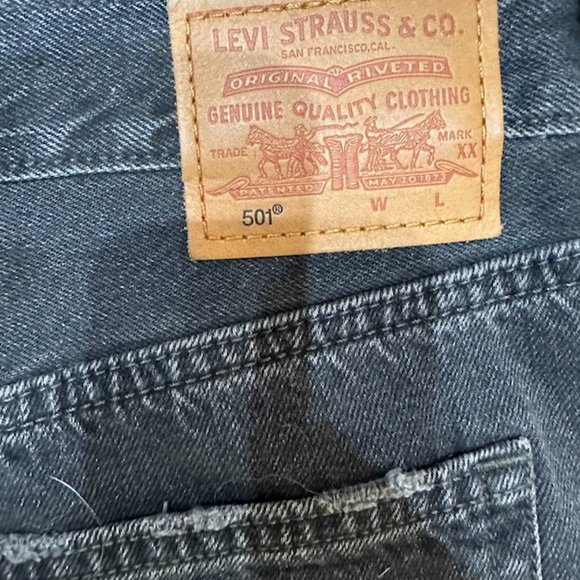 LEVI STRAUSS & CO.
SAN FRANCISCO, CAL.
ORIGINAL RIVETED
GENUINE QUALITY CLOTHING
TRADE MARK
XX
PATENTED MAY 20 1873
501® W L